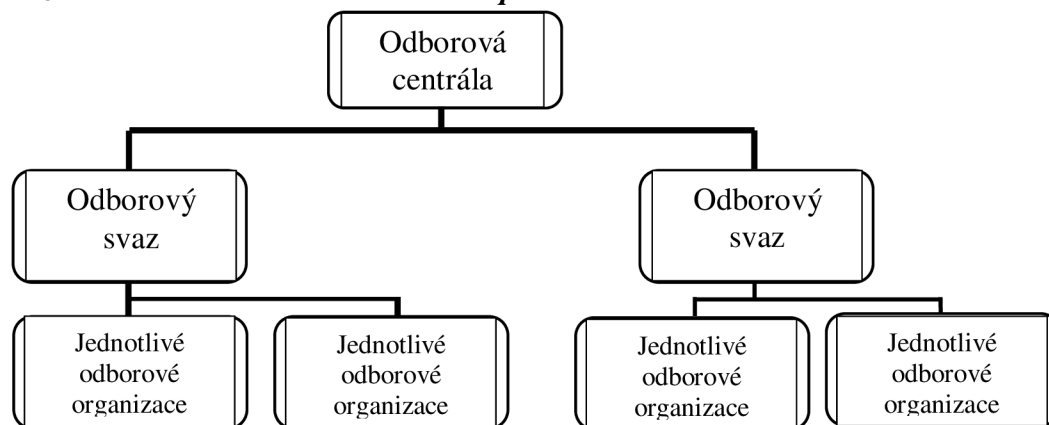 Odborová
centrála
Odborový
svaz
Odborový
svaz
Jednotlivé
odborové
organizace
Jednotlivé
odborové
organizace
Jednotlivé
odborové
organizace
Jednotlivé
odborové
organizace